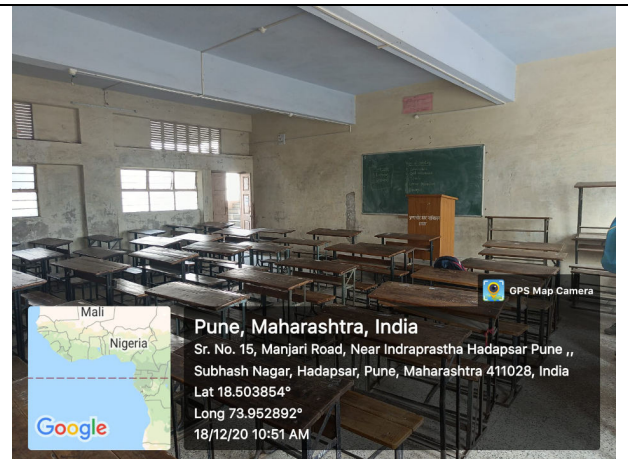 GPS Map Camera
Mali
Nigeria
Google
Pune, Maharashtra, India
Sr. No. 15, Manjari Road, Near Indraprastha Hadapsar Pune ,,
Subhash Nagar, Hadapsar, Pune, Maharashtra 411028, India
Lat 18.503854°
Long 73.952892°
18/12/20 10:51 AM